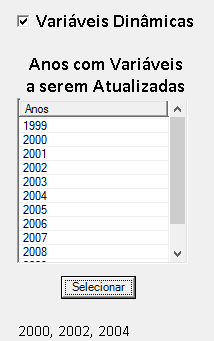 Variáveis Dinâmicas
Anos com Variáveis
a serem Atualizadas
Anos
1999
2000
2001
2002
2003
2004
2005
2006
2007
2008
Selecionar
2000, 2002, 2004